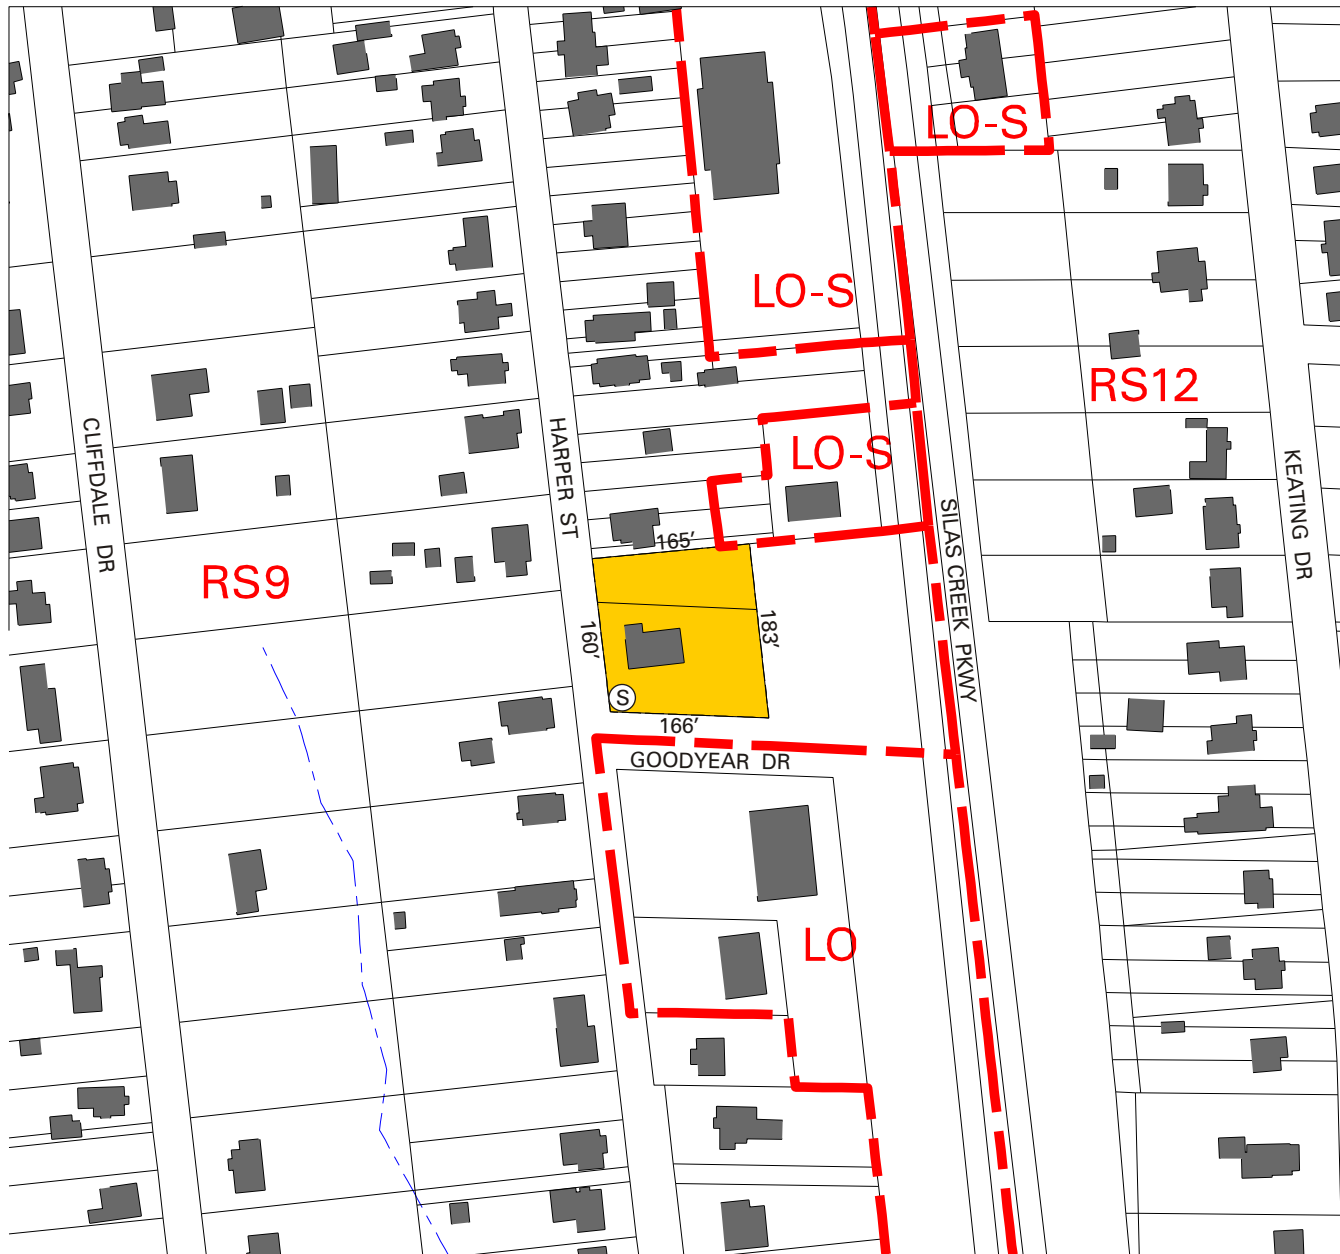 LO-S
LO-S
RS12
CLIFFDALE DR
HARPER ST
LO-S
KEATING DR
SILAS CREEK PKWY
165’
RS9
160’
183’
S
166’
GOODYEAR DR
LO